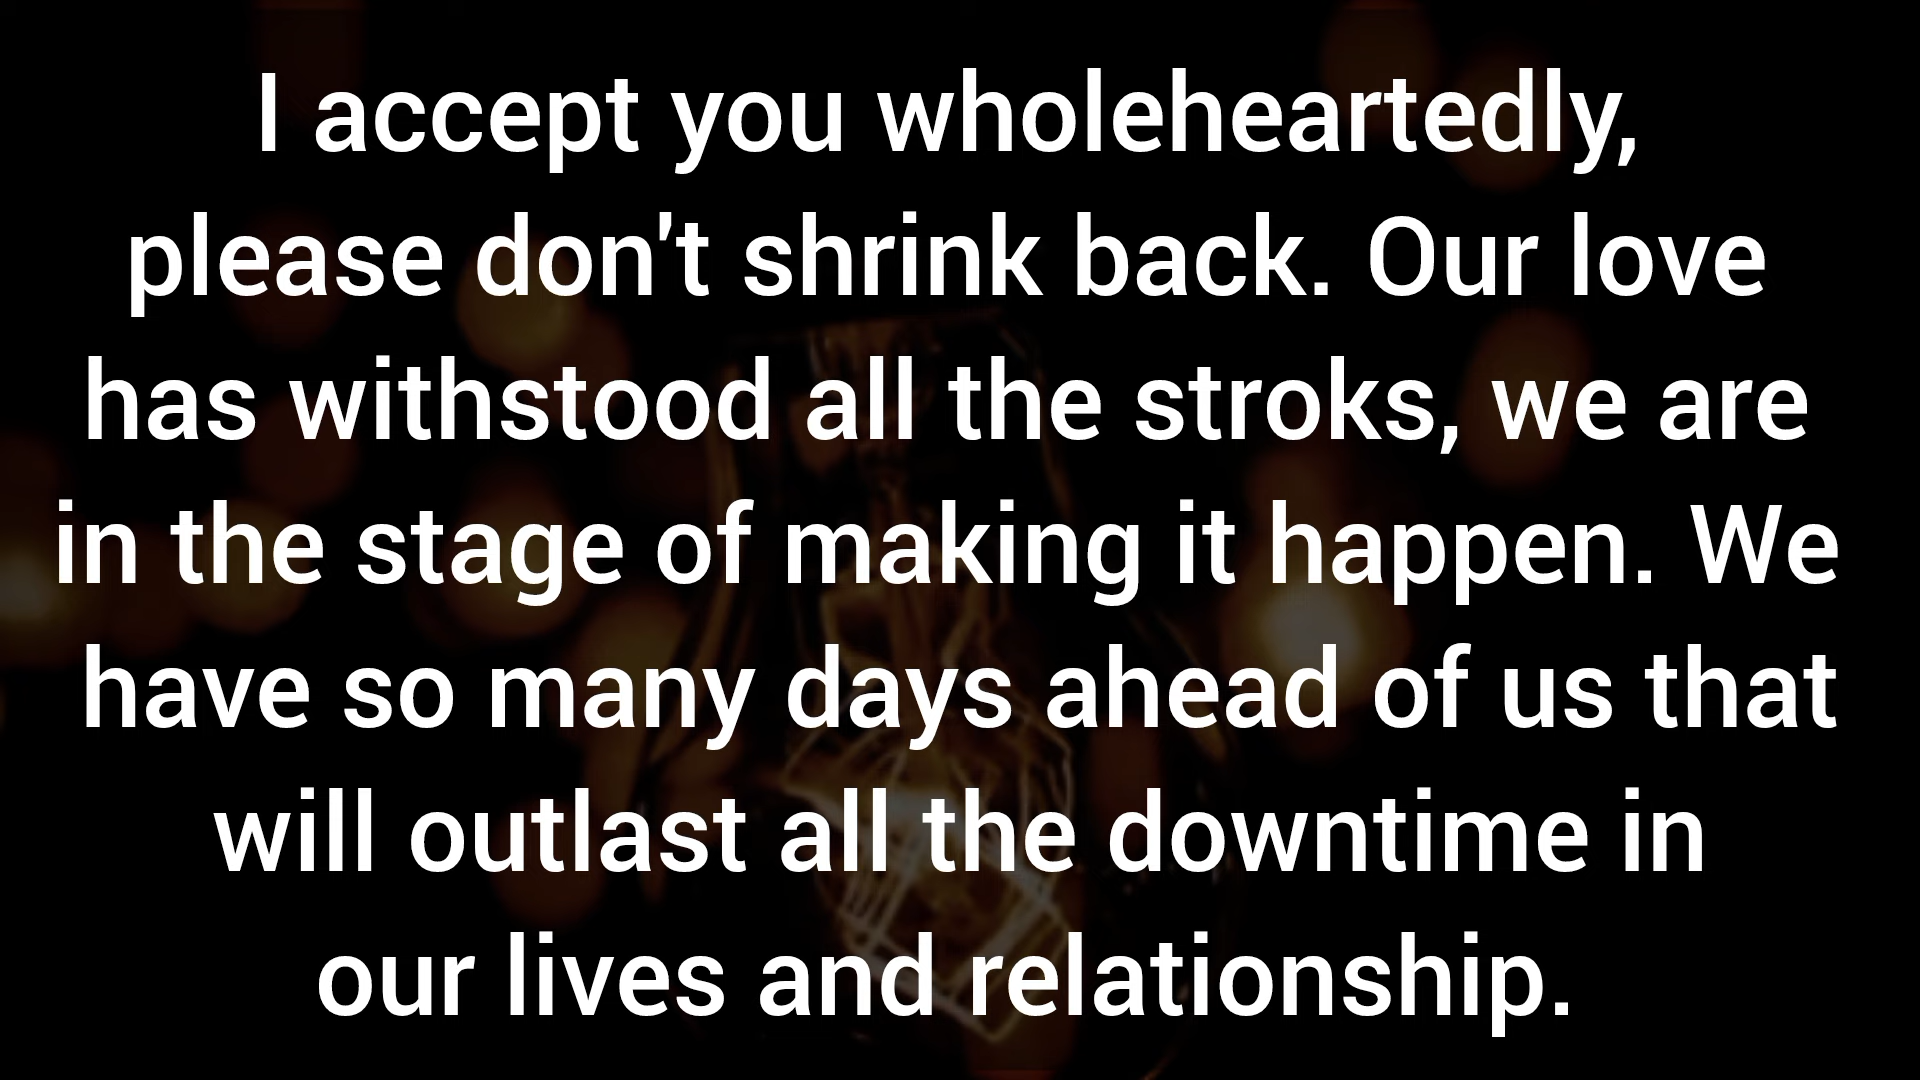 I accept you wholeheartedly,
please don't shrink back. Our love
has withstood all the stroks, we are
in the stage of making it happen. We
have so many days ahead of us that
will outlast all the downtime in
our lives and relationship.